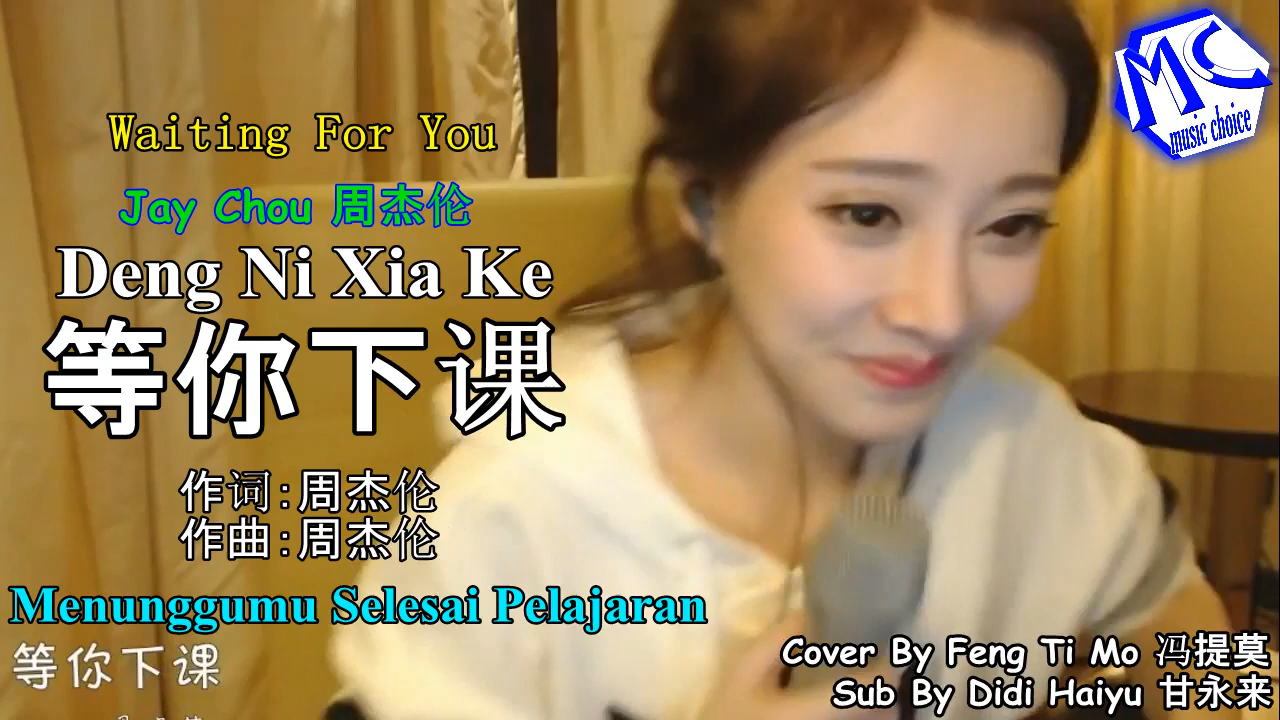 MC
music choice
Waiting For You
Jay Chou 周杰伦
Deng Ni Xia Ke
等你下课
作词:周杰伦
作曲:周杰伦
Menunggumu Selesai Pelajaran
等你下课
Cover By Feng Ti Mo 冯提莫
Sub By Didi Haiyu 甘永来